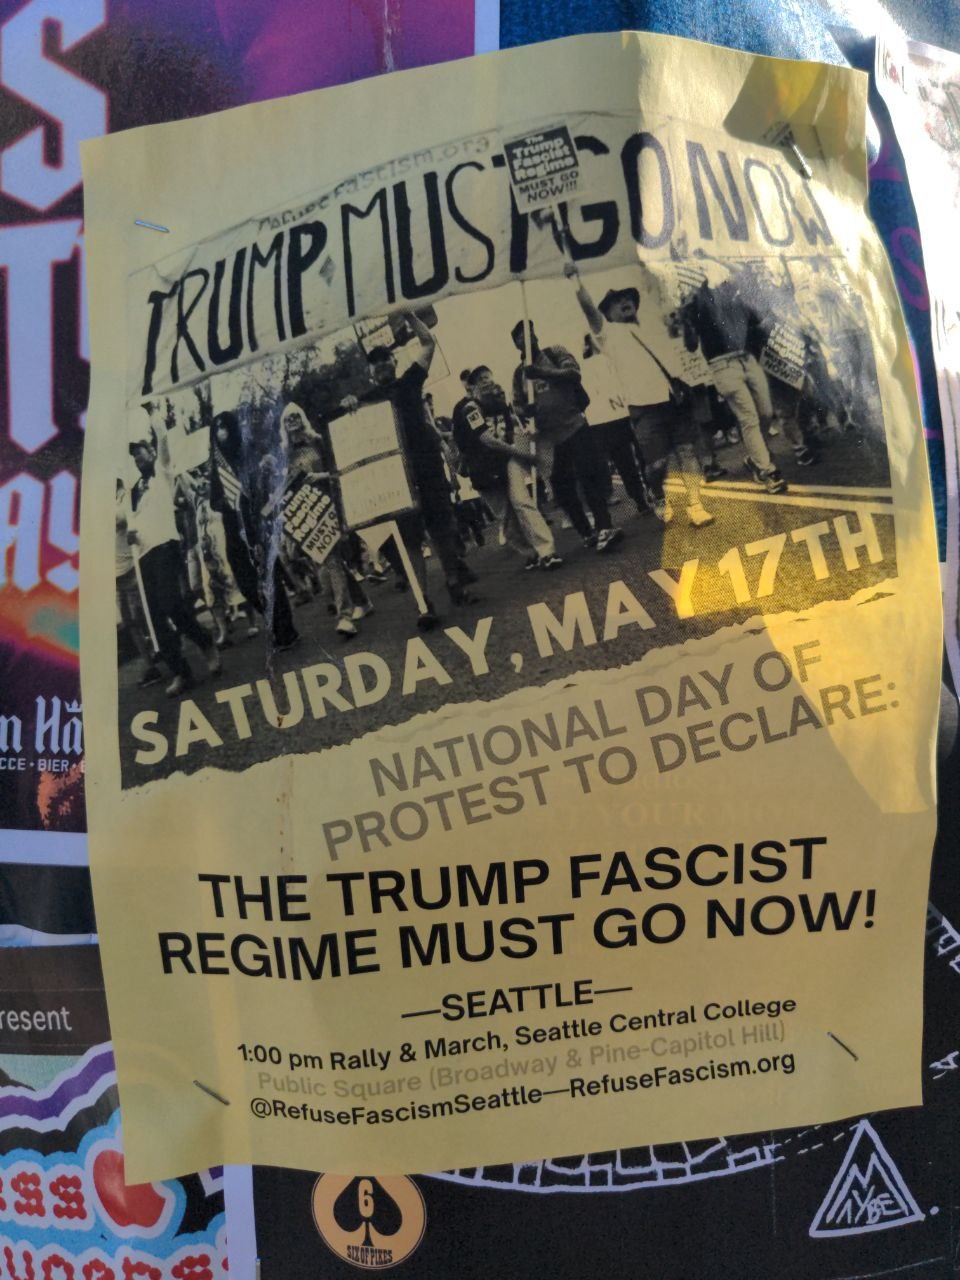 RefuseFascism.org
TRUMP MUST GO NOW
The
Trump
Fascist
Regime
MUST GO
NOW!!!
SATURDAY, MAY 17TH
NATIONAL DAY OF
PROTEST TO DECLARE:
THE TRUMP FASCIST
REGIME MUST GO NOW!
—SEATTLE—
1:00 pm Rally & March, Seattle Central College
Public Square (Broadway & Pine-Capitol Hill)
@RefuseFascismSeattle—RefuseFascism.org
BIER
resent
6
SIX OF PIKES
MAYBE